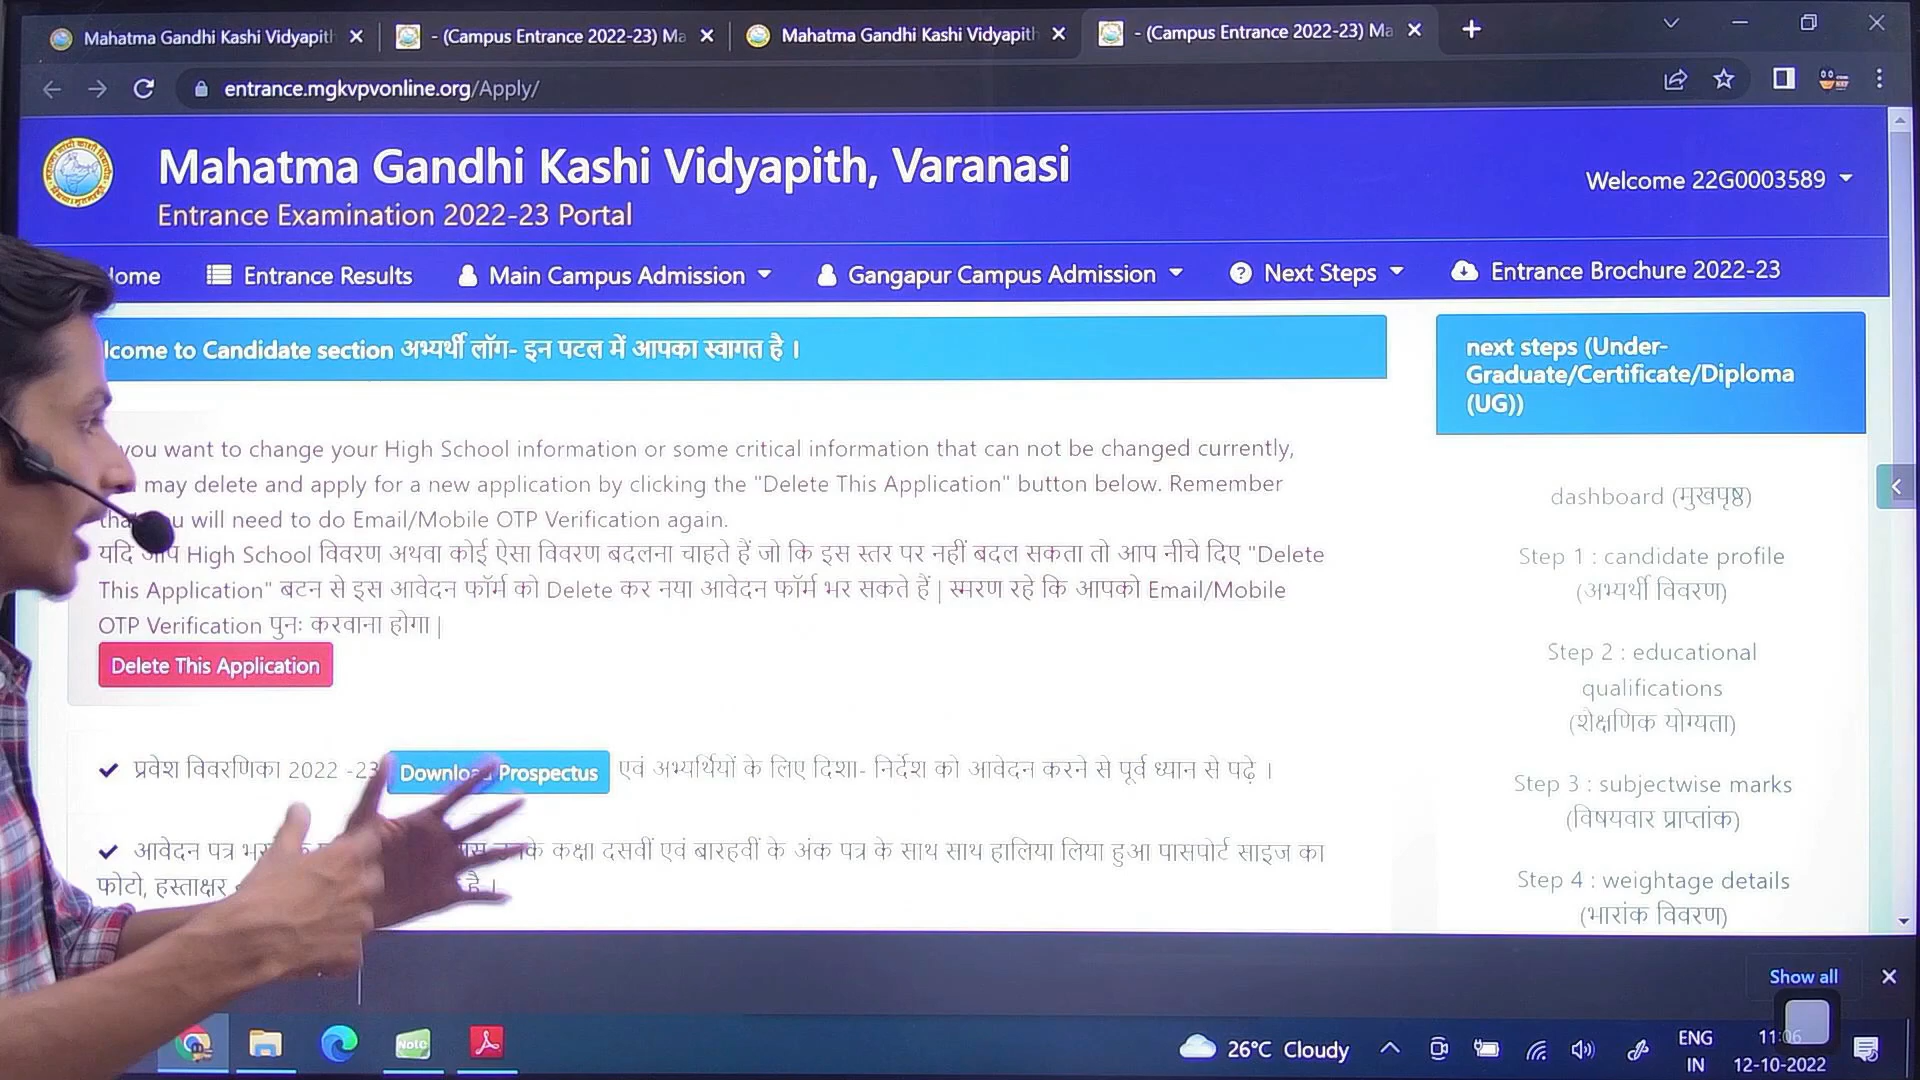 Mahatma Gandhi Kashi Vidyapith
- (Campus Entrance 2022-23) Ma
Mahatma Gandhi Kashi Vidyapith
- (Campus Entrance 2022-23) Ma
entrance.mgkvpvonline.org/Apply/
Mahatma Gandhi Kashi Vidyapith, Varanasi
Entrance Examination 2022-23 Portal
Welcome 22G0003589
ome
Entrance Results
Main Campus Admission
Gangapur Campus Admission
Next Steps
Entrance Brochure 2022-23
lcome to Candidate section अभ्यर्थी लॉग- इन पटल में आपका स्वागत है ।
you want to change your High School information or some critical information that can not be changed currently,
may delete and apply for a new application by clicking the "Delete This Application" button below. Remember
will need to do Email/Mobile OTP Verification again.
यदि आप High School विवरण अथवा कोई ऐसा विवरण बदलना चाहते हैं जो कि इस स्तर पर नहीं बदल सकता तो आप नीचे दिए "Delete
This Application" बटन से इस आवेदन फॉर्म को Delete कर नया आवेदन फॉर्म भर सकते हैं | स्मरण रहे कि आपको Email/Mobile
OTP Verification पुनः करवाना होगा |
Delete This Application
प्रवेश विवरणिका 2022 -23 Download Prospectus एवं अभ्यर्थियों के लिए दिशा- निर्देश को आवेदन करने से पूर्व ध्यान से पढ़े ।
आवेदन पत्र के कक्षा दसवीं एवं बारहवीं के अंक पत्र के साथ साथ हालिया लिया हुआ पासपोर्ट साइज का
फोटो, हस्ताक्षर है ।
next steps (Under-
Graduate/Certificate/Diploma
(UG))
dashboard (मुखपृष्ठ)
Step 1 : candidate profile
(अभ्यर्थी विवरण)
Step 2 : educational
qualifications
(शैक्षणिक योग्यता)
Step 3 : subjectwise marks
(विषयवार प्राप्तांक)
Step 4 : weightage details
(भारांक विवरण)
Show all
Note
26°C Cloudy
ENG
IN
11:06
12-10-2022